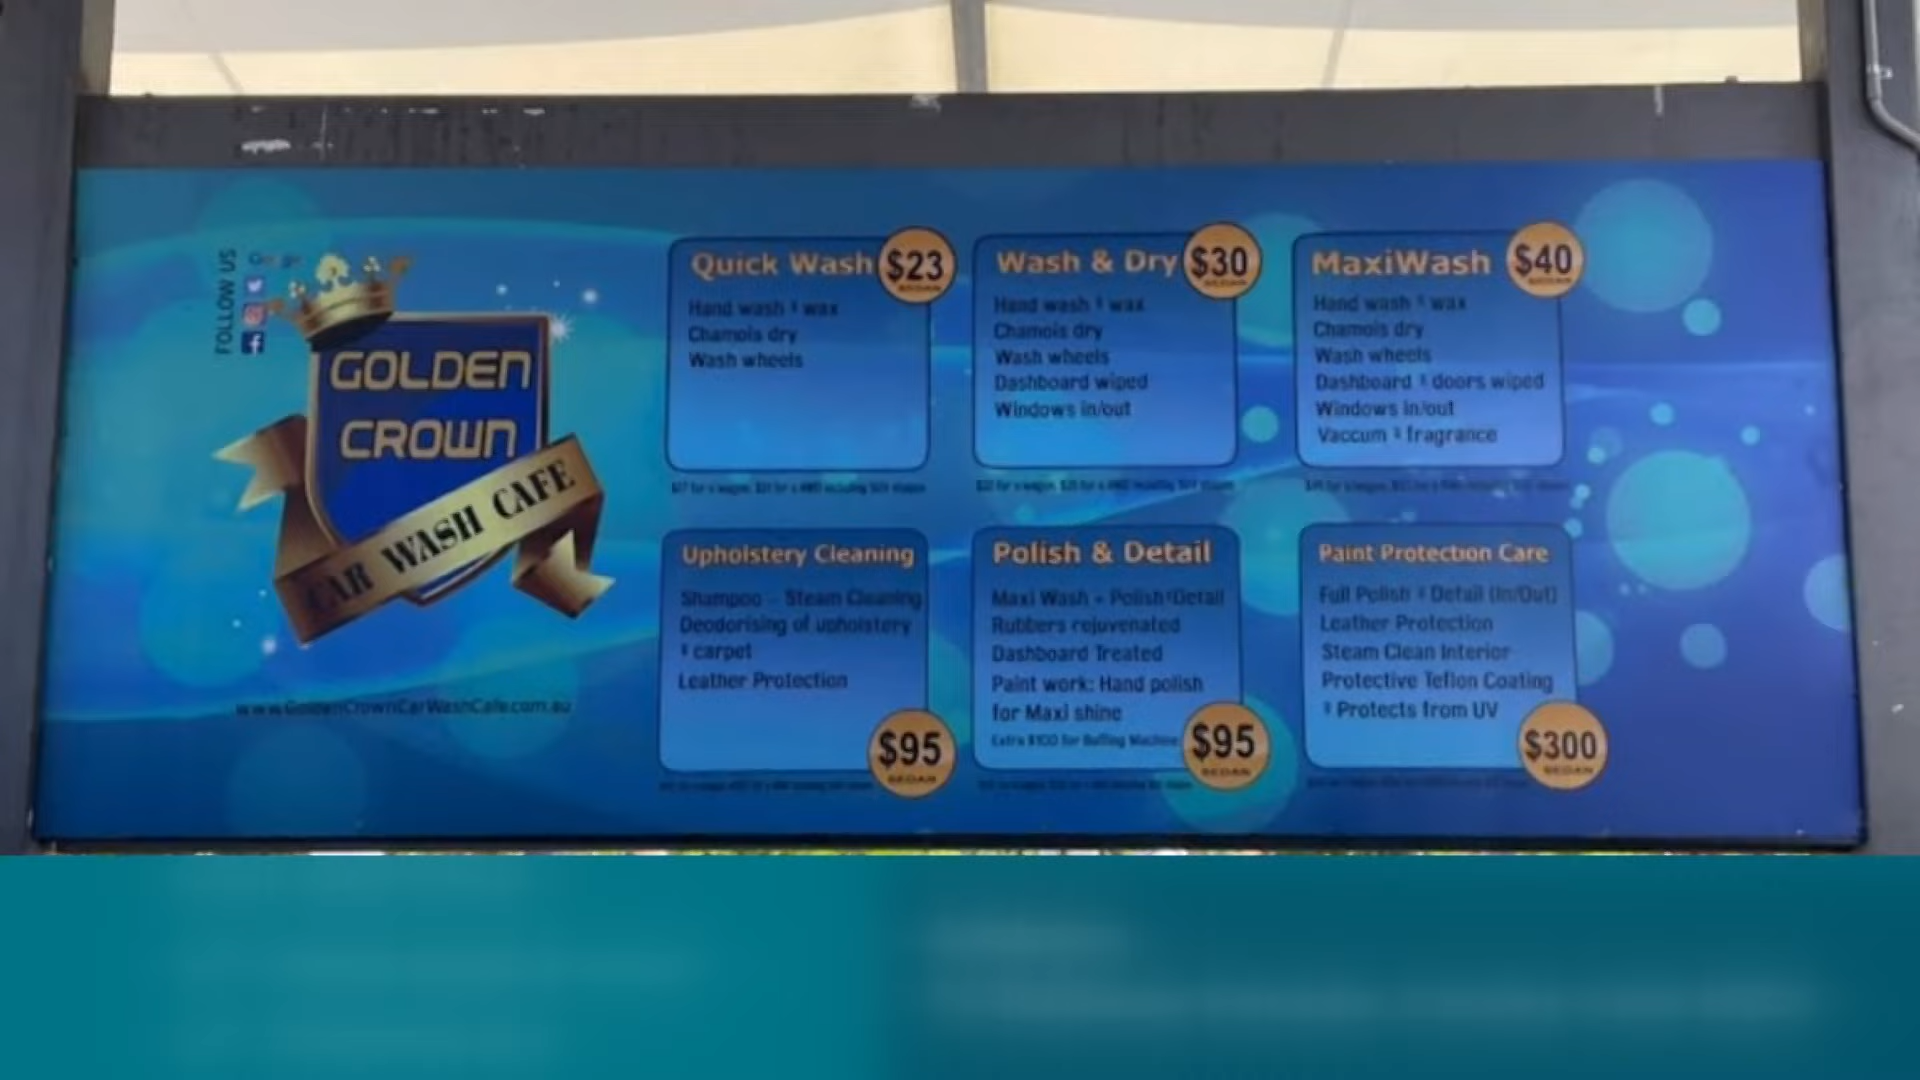 FOLLOW US
Google
GOLDEN
CROWN
CAR WASH CAFE
www.GoldenCrownCarWashCafe.com.au
Quick Wash
$23
SEDAN
Hand wash & wax
Chamois dry
Wash wheels
Wash & Dry
$30
SEDAN
Hand wash & wax
Chamois dry
Wash wheels
Dashboard wiped
Windows in/out
MaxiWash
$40
SEDAN
Hand wash & wax
Chamois dry
Wash wheels
Dashboard & doors wiped
Windows in/out
Vaccum & fragrance
Upholstery Cleaning
Shampoo - Steam Cleaning
Deodorising of upholstery
& carpet
Leather Protection
$95
SEDAN
Polish & Detail
Maxi Wash + Polish&Detail
Rubbers rejuvenated
Dashboard Treated
Paint work: Hand polish
for Maxi shine
Extra $100 for Buffing Machine
$95
SEDAN
Paint Protection Care
Full Polish & Detail (In/Out)
Leather Protection
Steam Clean Interior
Protective Teflon Coating
& Protects from UV
$300
SEDAN